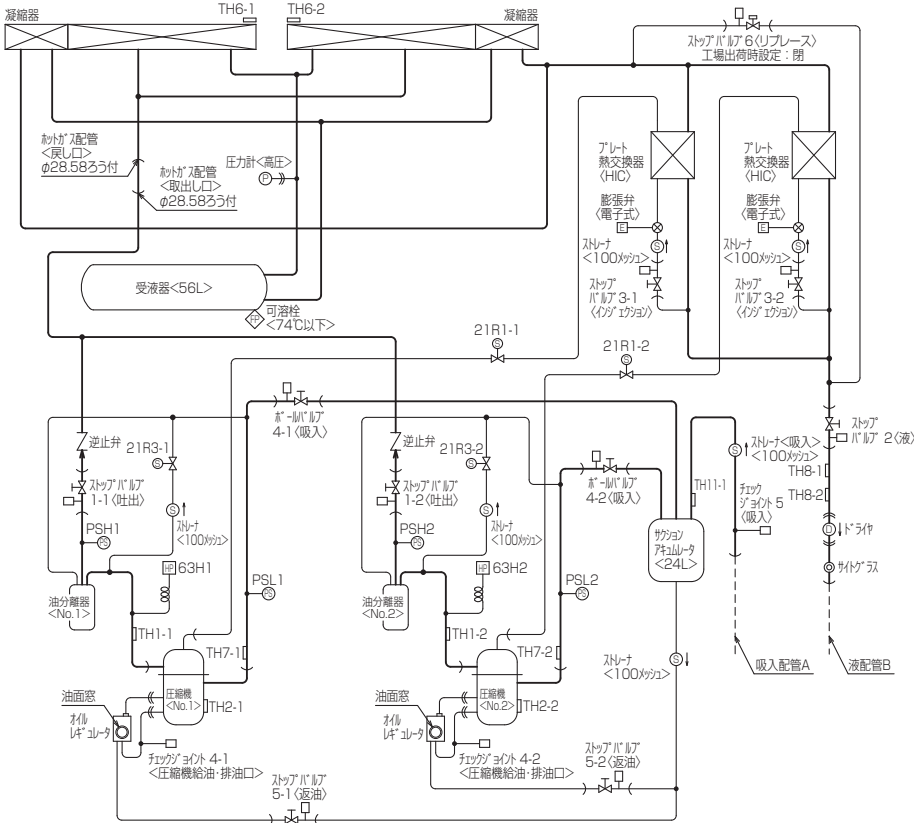 凝縮器
TH6-1
TH6-2
凝縮器
ストップバルブ6〈リプレース〉
工場出荷時設定：閉
ホットガス配管
<戻し口>
φ28.58ろう付
ホットガス配管
<取出し口>
φ28.58ろう付
圧力計<高圧>
P
プレート
熱交換器
〈HIC〉
プレート
熱交換器
〈HIC〉
膨張弁
〈電子式〉
E
膨張弁
〈電子式〉
E
ストレーナ
<100メッシュ>
S
ストレーナ
<100メッシュ>
S
ストップ
バルブ3-1
〈インジェクション〉
ストップ
バルブ3-2
〈インジェクション〉
受液器<56L>
FP
可溶栓
<74℃以下>
21R1-1
S
21R1-2
S
ボールバルブ
4-1〈吸入〉
ボールバルブ
4-2〈吸入〉
逆止弁
21R3-1
S
逆止弁
21R3-2
S
ストップバルブ
1-1〈吐出〉
ストップバルブ
1-2〈吐出〉
S
ストレーナ
<100メッシュ>
S
ストレーナ
<100メッシュ>
PSH1
PS
PSH2
PS
HP
63H1
HP
63H2
PSL1
PS
PSL2
PS
油分離器
<No.1>
油分離器
<No.2>
TH11-1
サクション
アキュムレータ
<24L>
S
ストレーナ<吸入>
<100メッシュ>
チェック
ジョイント5
〈吸入〉
ストップ
バルブ2〈液〉
TH8-1
TH8-2
D
ドライヤ
サイトグラス
TH1-1
TH7-1
TH1-2
TH7-2
ストレーナ
<100メッシュ>
S
吸入配管A
液配管B
圧縮機
<No.1>
圧縮機
<No.2>
TH2-1
TH2-2
油面窓
オイル
レギュレータ
油面窓
オイル
レギュレータ
チェックジョイント4-1
<圧縮機給油・排油口>
チェックジョイント4-2
<圧縮機給油・排油口>
ストップバルブ
5-1〈返油〉
ストップバルブ
5-2〈返油〉